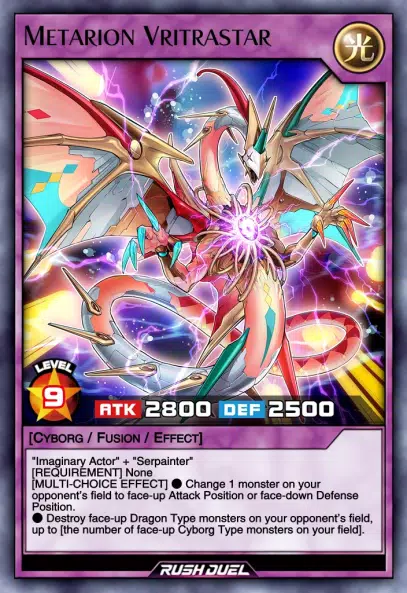 METARION VRITRASTAR
光
LEVEL
9
ATK 2800 DEF 2500
[CYBORG / FUSION / EFFECT]
"Imaginary Actor" + "Serpainter"
[REQUIREMENT] None
[MULTI-CHOICE EFFECT] ● Change 1 monster on your
opponent's field to face-up Attack Position or face-down Defense
Position.
● Destroy face-up Dragon Type monsters on your opponent's field,
up to [the number of face-up Cyborg Type monsters on your field].
RUSH DUEL